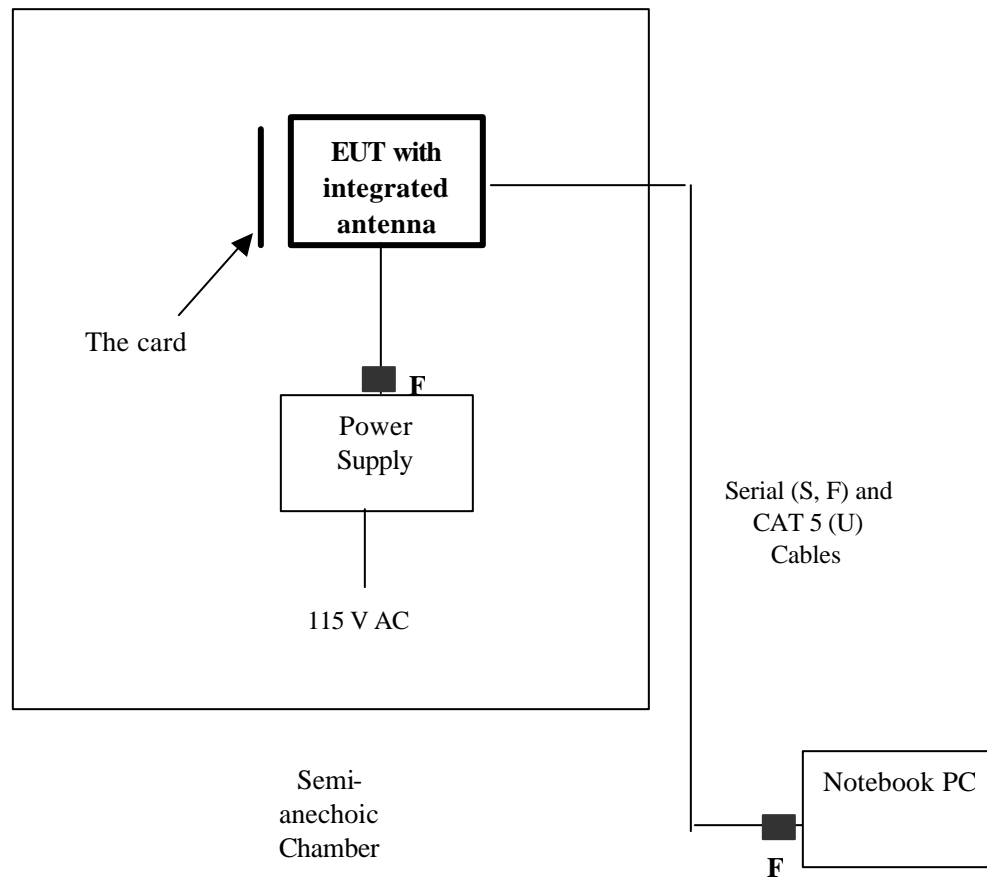 EUT with
integrated
antenna
The card
F
Power
Supply
Serial (S, F) and
CAT 5 (U)
Cables
115 V AC
Semi-
anechoic
Chamber
Notebook PC
F